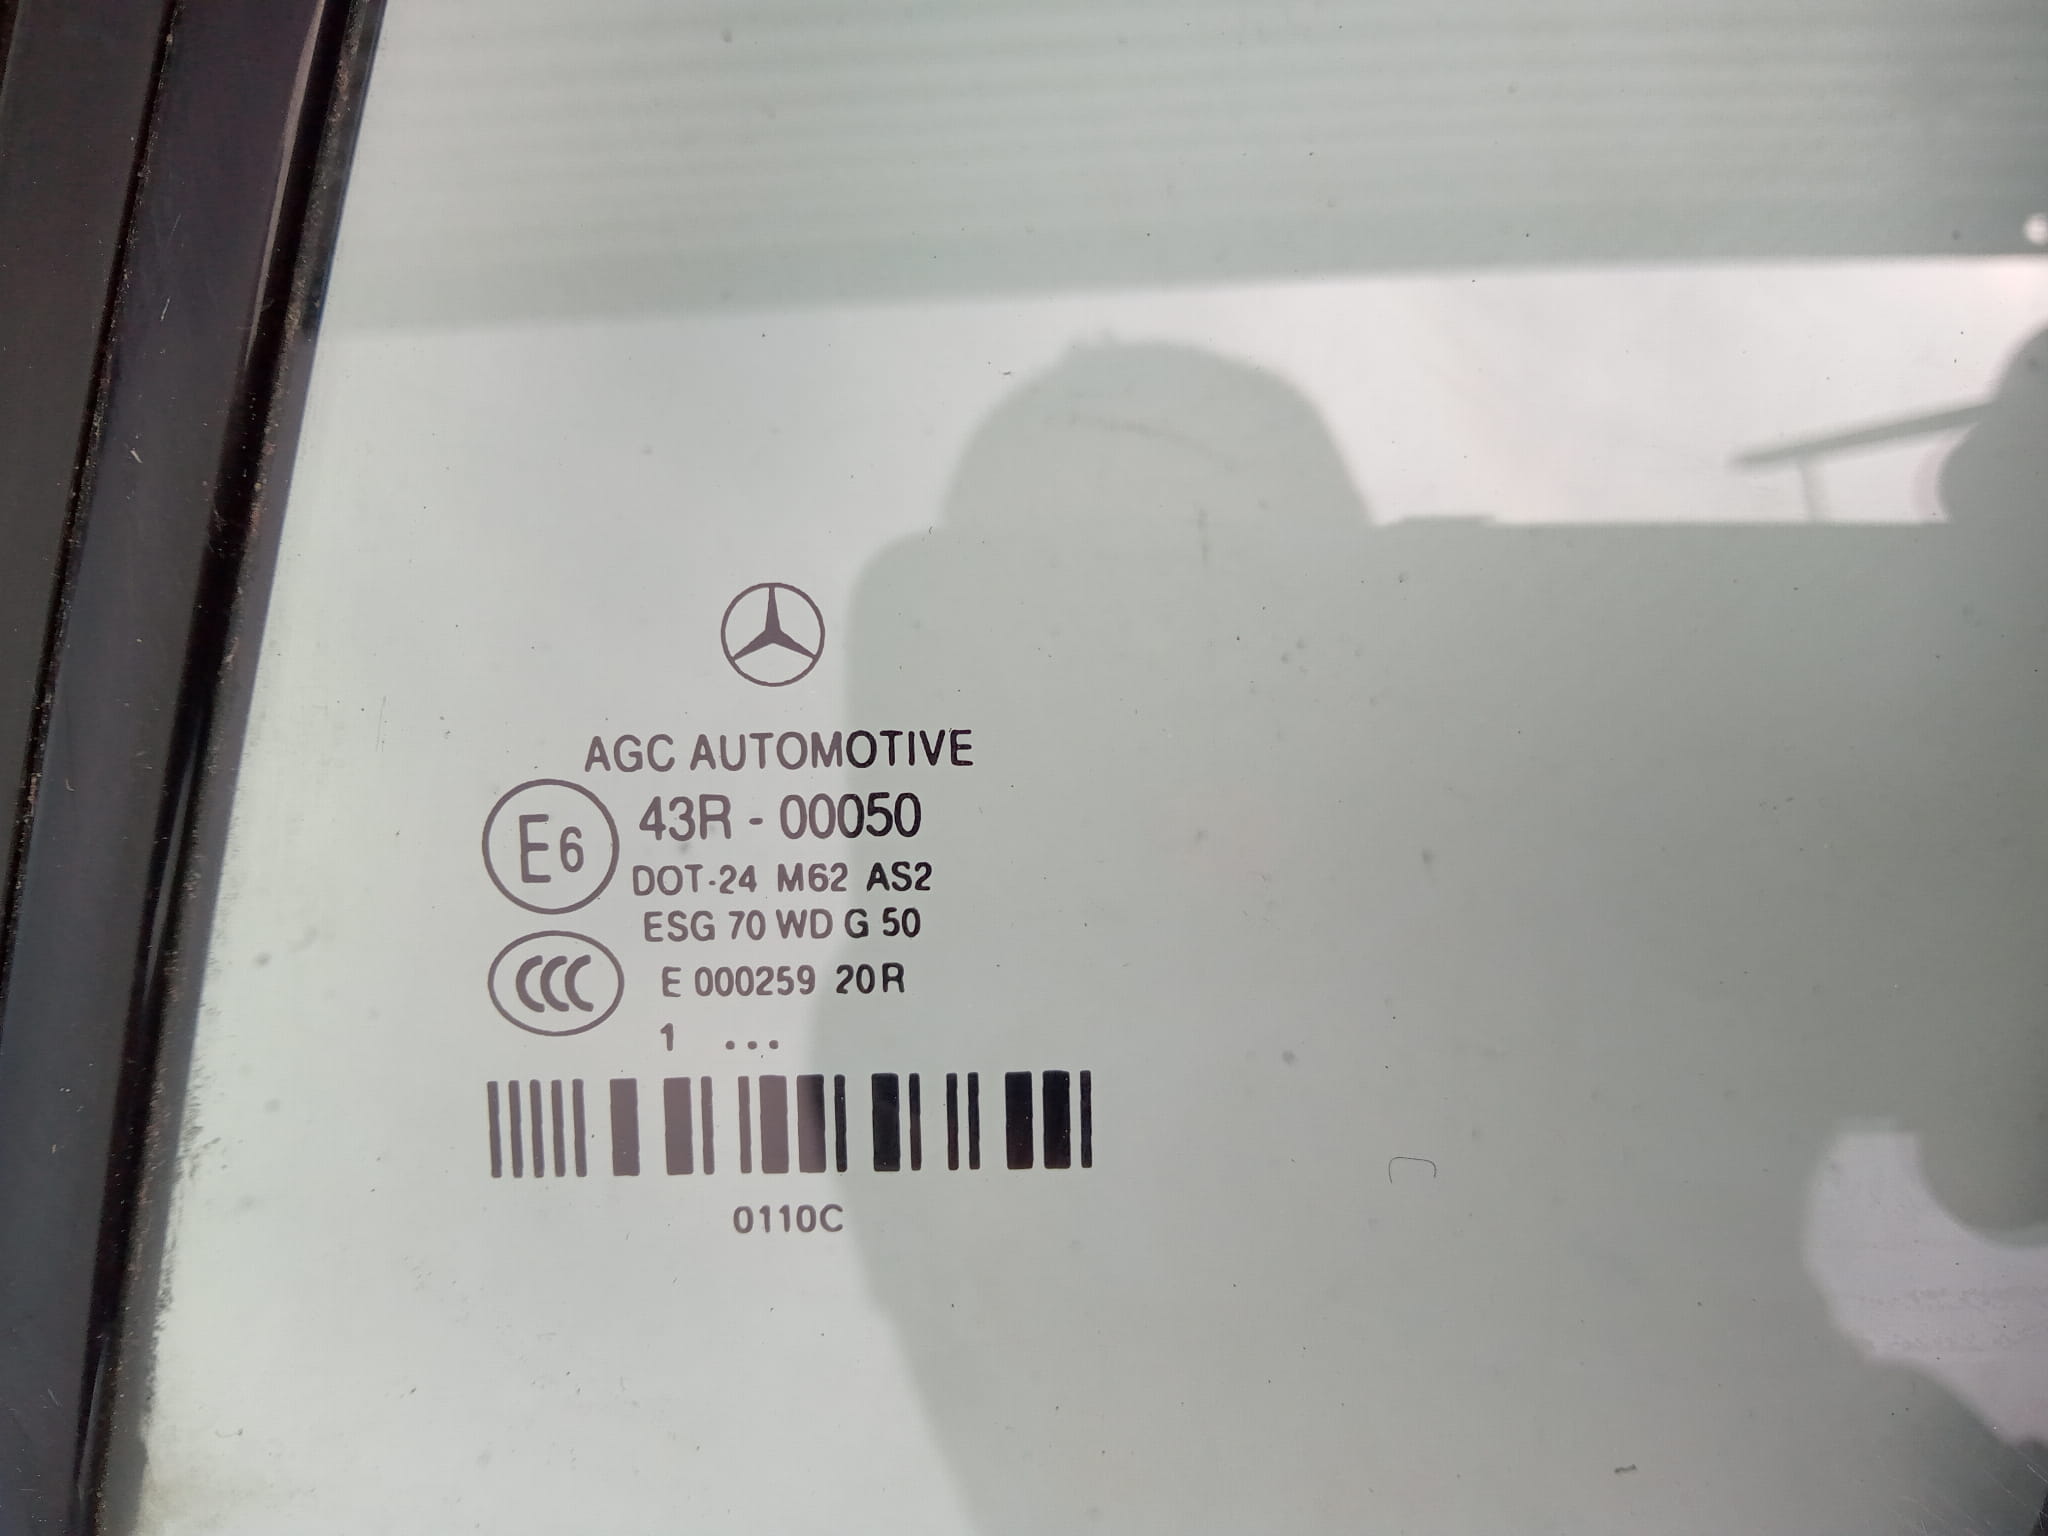 AGC AUTOMOTIVE
E6
43R - 00050
DOT-24 M62 AS2
ESG 70 WD G 50
CCC
E 000259 20R
1 ...
0110C